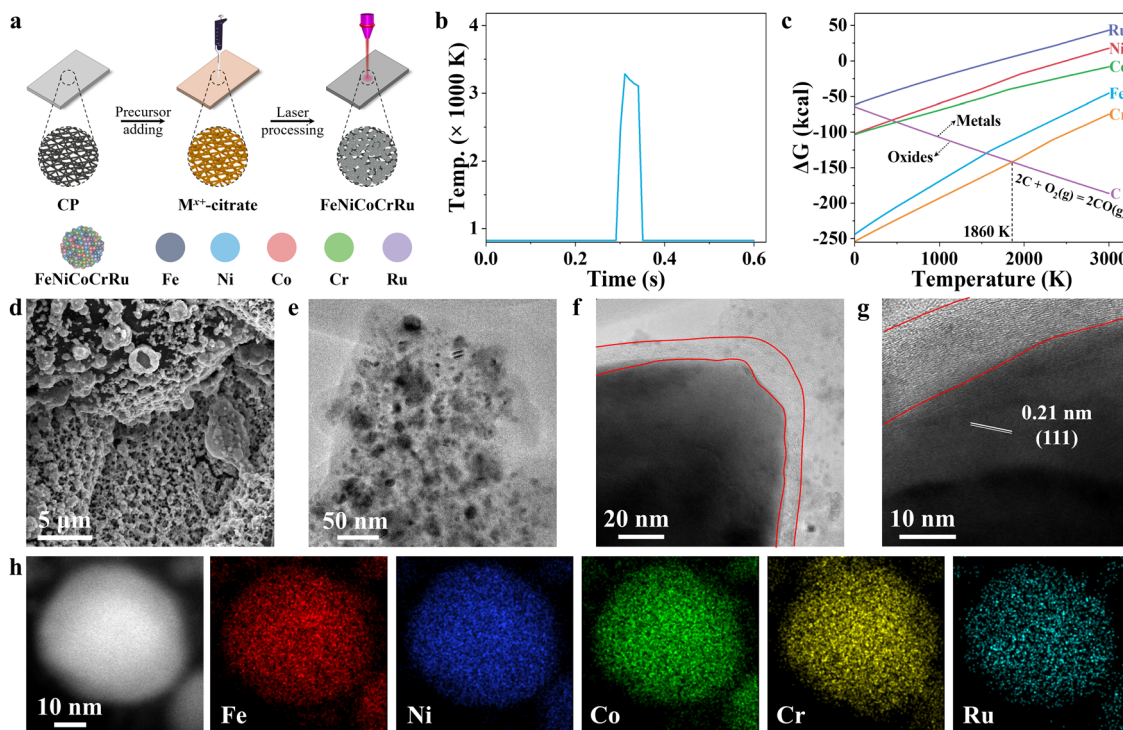 a
Precursor
adding
Laser
processing
CP
Mˣ⁺-citrate
FeNiCoCrRu
FeNiCoCrRu
Fe
Ni
Co
Cr
Ru
b
Temp. (× 1000 K)
4
3
2
1
0.0
0.2
0.4
0.6
Time (s)
c
ΔG (kcal)
50
0
-50
-100
-150
-200
-250
Ru
Ni
Co
Fe
Cr
C
Metals
Oxides
2C + O₂(g) = 2CO(g)
1860 K
0
1000
2000
3000
Temperature (K)
d
5 μm
e
50 nm
f
20 nm
g
0.21 nm
(111)
10 nm
h
10 nm
Fe
Ni
Co
Cr
Ru